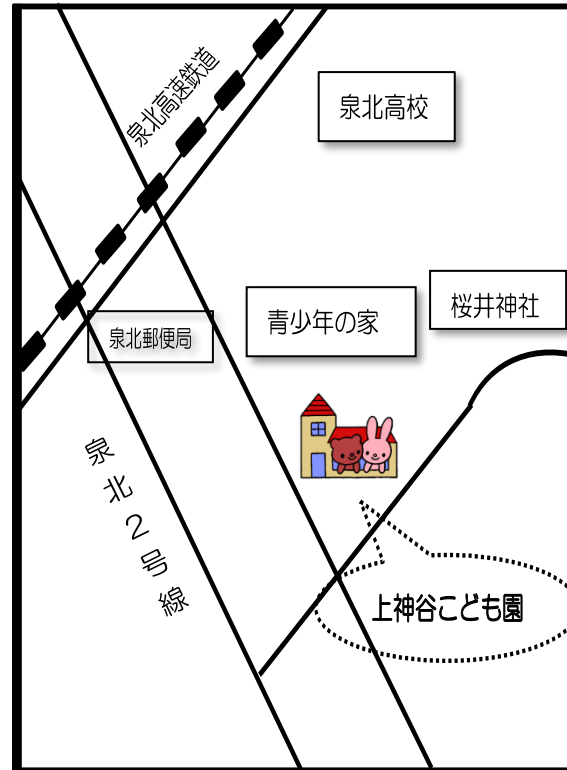 泉北高速鉄道
泉北高校
桜井神社
青少年の家
泉北郵便局
泉北2号線
上神谷こども園